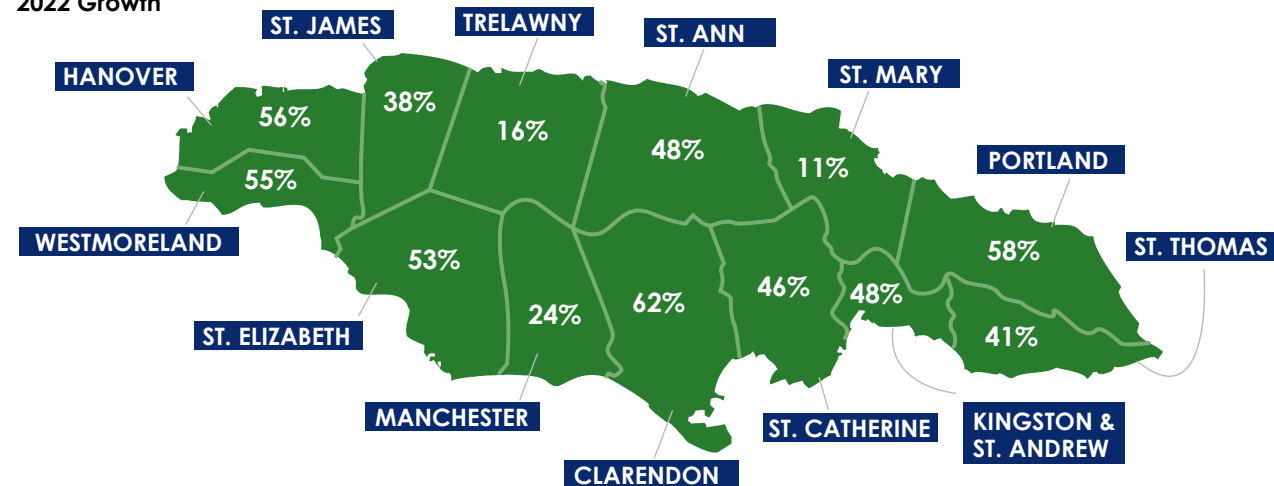 2022 Growth
ST. JAMES
TRELAWNY
ST. ANN
HANOVER
ST. MARY
56%
38%
16%
48%
11%
PORTLAND
55%
WESTMORELAND
53%
58%
ST. THOMAS
46%
48%
62%
24%
41%
ST. ELIZABETH
MANCHESTER
ST. CATHERINE
KINGSTON &
ST. ANDREW
CLARENDON